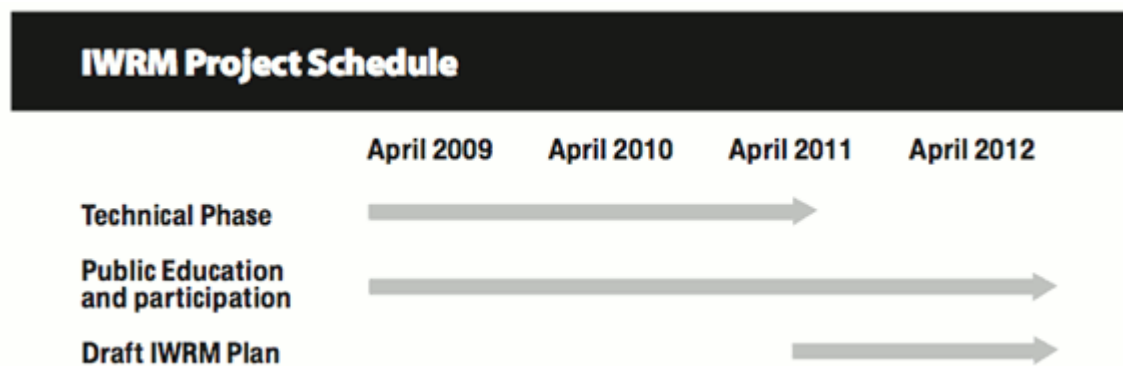 IWRM Project Schedule
April 2009 April 2010 April 2011 April 2012
Technical Phase
Public Education
and participation
Draft IWRM Plan